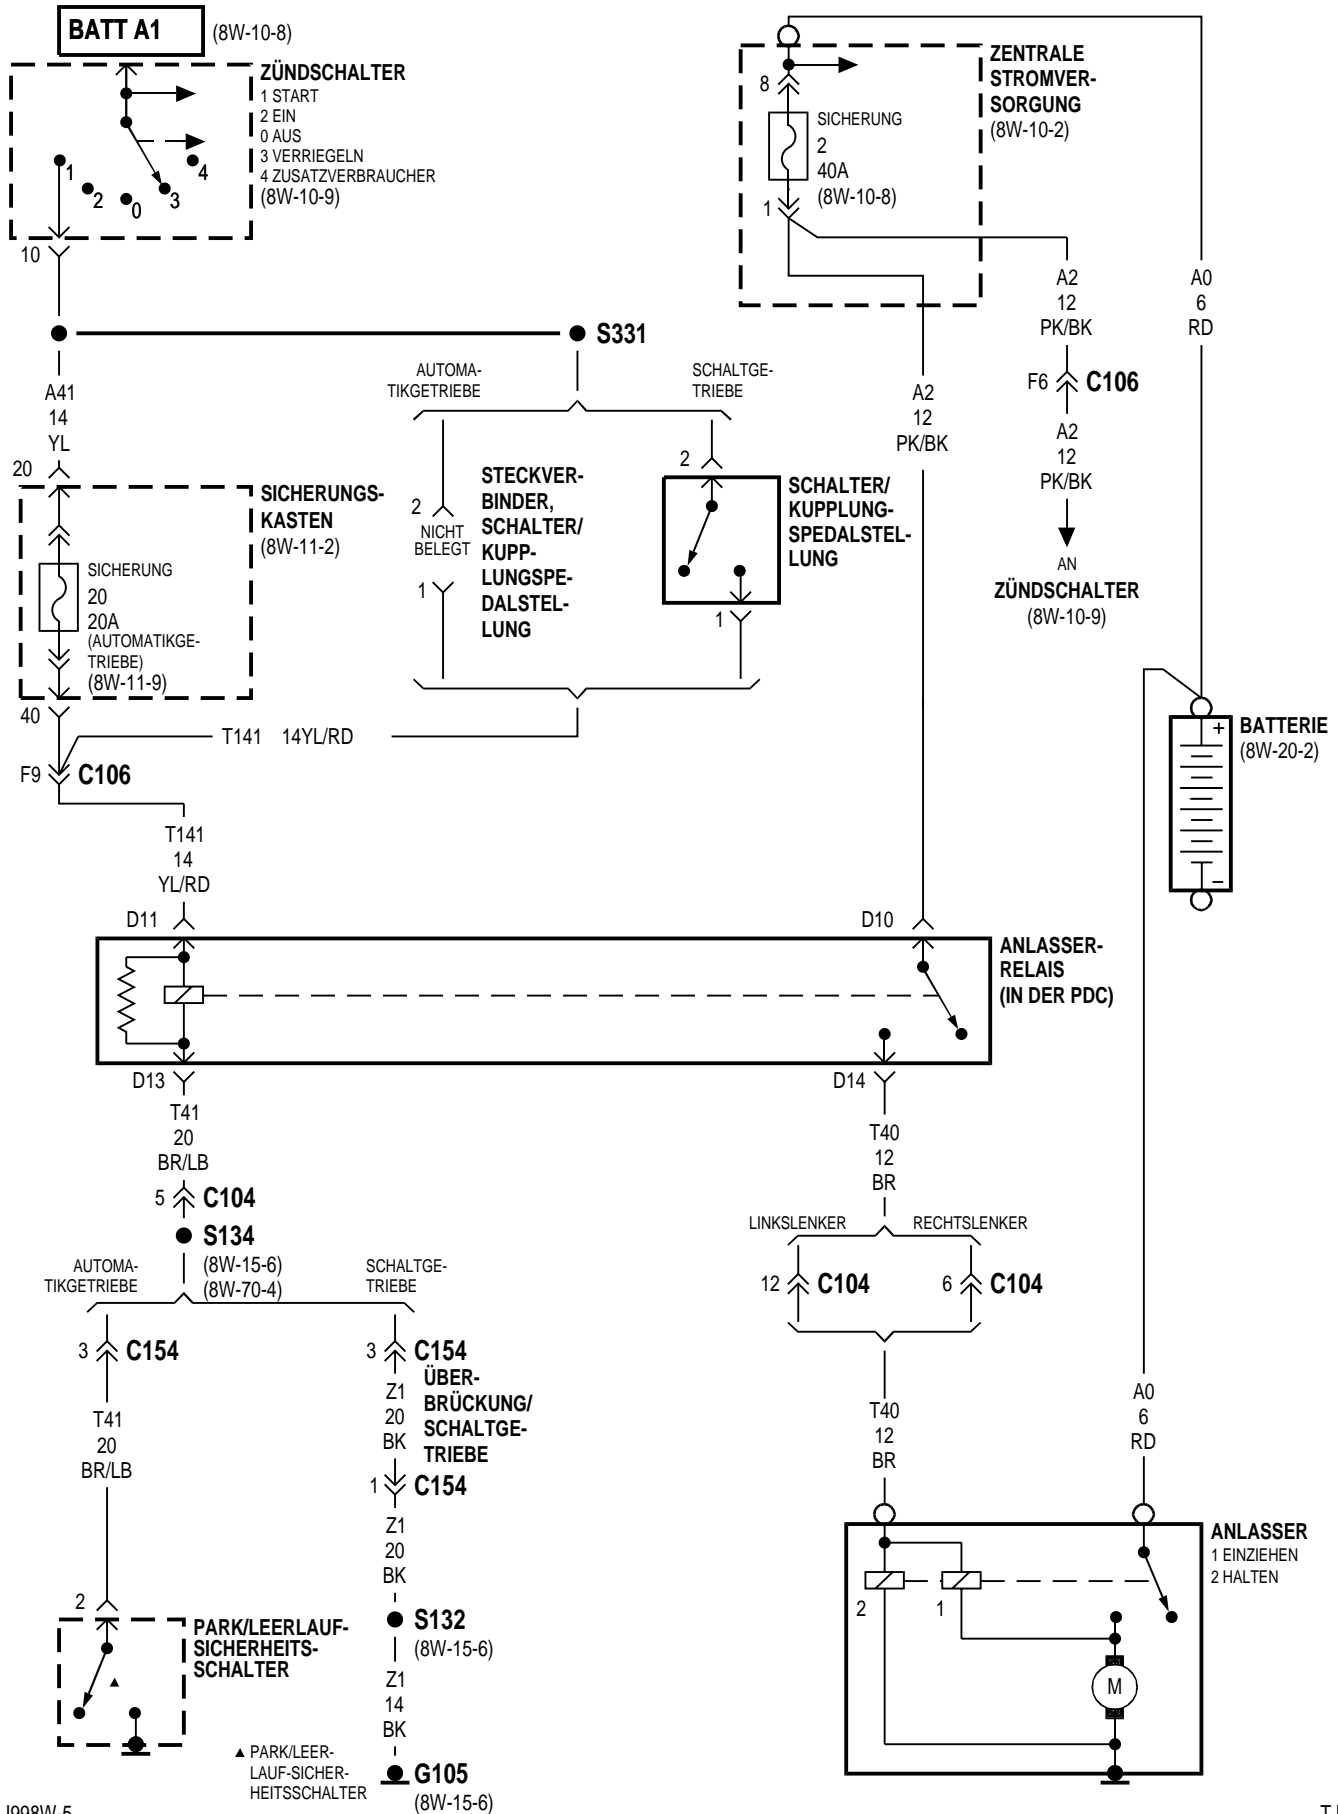 BATT A1
(8W-10-8)
ZÜNDSCHALTER
1 START
2 EIN
0 AUS
3 VERRIEGELN
4 ZUSATZVERBRAUCHER
(8W-10-9)
1
2
0
3
4
10
ZENTRALE
STROMVER-
SORGUNG
(8W-10-2)
8
SICHERUNG
2
40A
(8W-10-8)
1
A2
12
PK/BK
A0
6
RD
F6
C106
A2
12
PK/BK
AN
ZÜNDSCHALTER
(8W-10-9)
S331
A41
14
YL
20
SICHERUNGS-
KASTEN
(8W-11-2)
SICHERUNG
20
20A
(AUTOMATIKGE-
TRIEBE)
(8W-11-9)
40
F9
C106
AUTOMA-
TIKGETRIEBE
SCHALTGE-
TRIEBE
2
NICHT
BELEGT
1
STECKVER-
BINDER,
SCHALTER/
KUPP-
LUNGSPE-
DALSTEL-
LUNG
2
1
SCHALTER/
KUPPLUNG-
SPEDALSTEL-
LUNG
A2
12
PK/BK
T141 14YL/RD
BATTERIE
(8W-20-2)
+
–
T141
14
YL/RD
D11
D10
ANLASSER-
RELAIS
(IN DER PDC)
D13
D14
T41
20
BR/LB
5
C104
S134
(8W-15-6)
(8W-70-4)
AUTOMA-
TIKGETRIEBE
SCHALTGE-
TRIEBE
3
C154
3
C154
ÜBER-
BRÜCKUNG/
SCHALTGE-
TRIEBE
Z1
20
BK
1
C154
T41
20
BR/LB
Z1
20
BK
2
PARK/LEERLAUF-
SICHERHEITS-
SCHALTER
▲
S132
(8W-15-6)
Z1
14
BK
▲ PARK/LEER-
LAUF-SICHER-
HEITSSCHALTER
G105
(8W-15-6)
T40
12
BR
LINKSLENKER
RECHTSLENKER
12
C104
6
C104
T40
12
BR
A0
6
RD
ANLASSER
1 EINZIEHEN
2 HALTEN
2
1
M
J998W-5